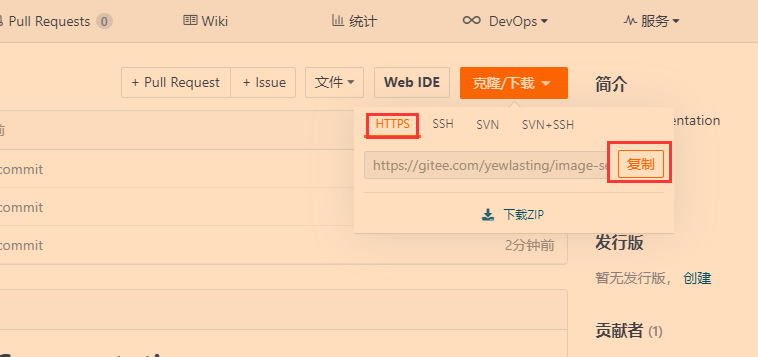 Pull Requests 0 Wiki 统计 DevOps 服务
+ Pull Request + Issue 文件 Web IDE 克隆/下载 简介
HTTPS SSH SVN SVN+SSH
entation
前
https://gitee.com/yewlasting/image-se 复制
commit
commit
下载ZIP
commit 2分钟前
发行版
暂无发行版， 创建
贡献者 (1)